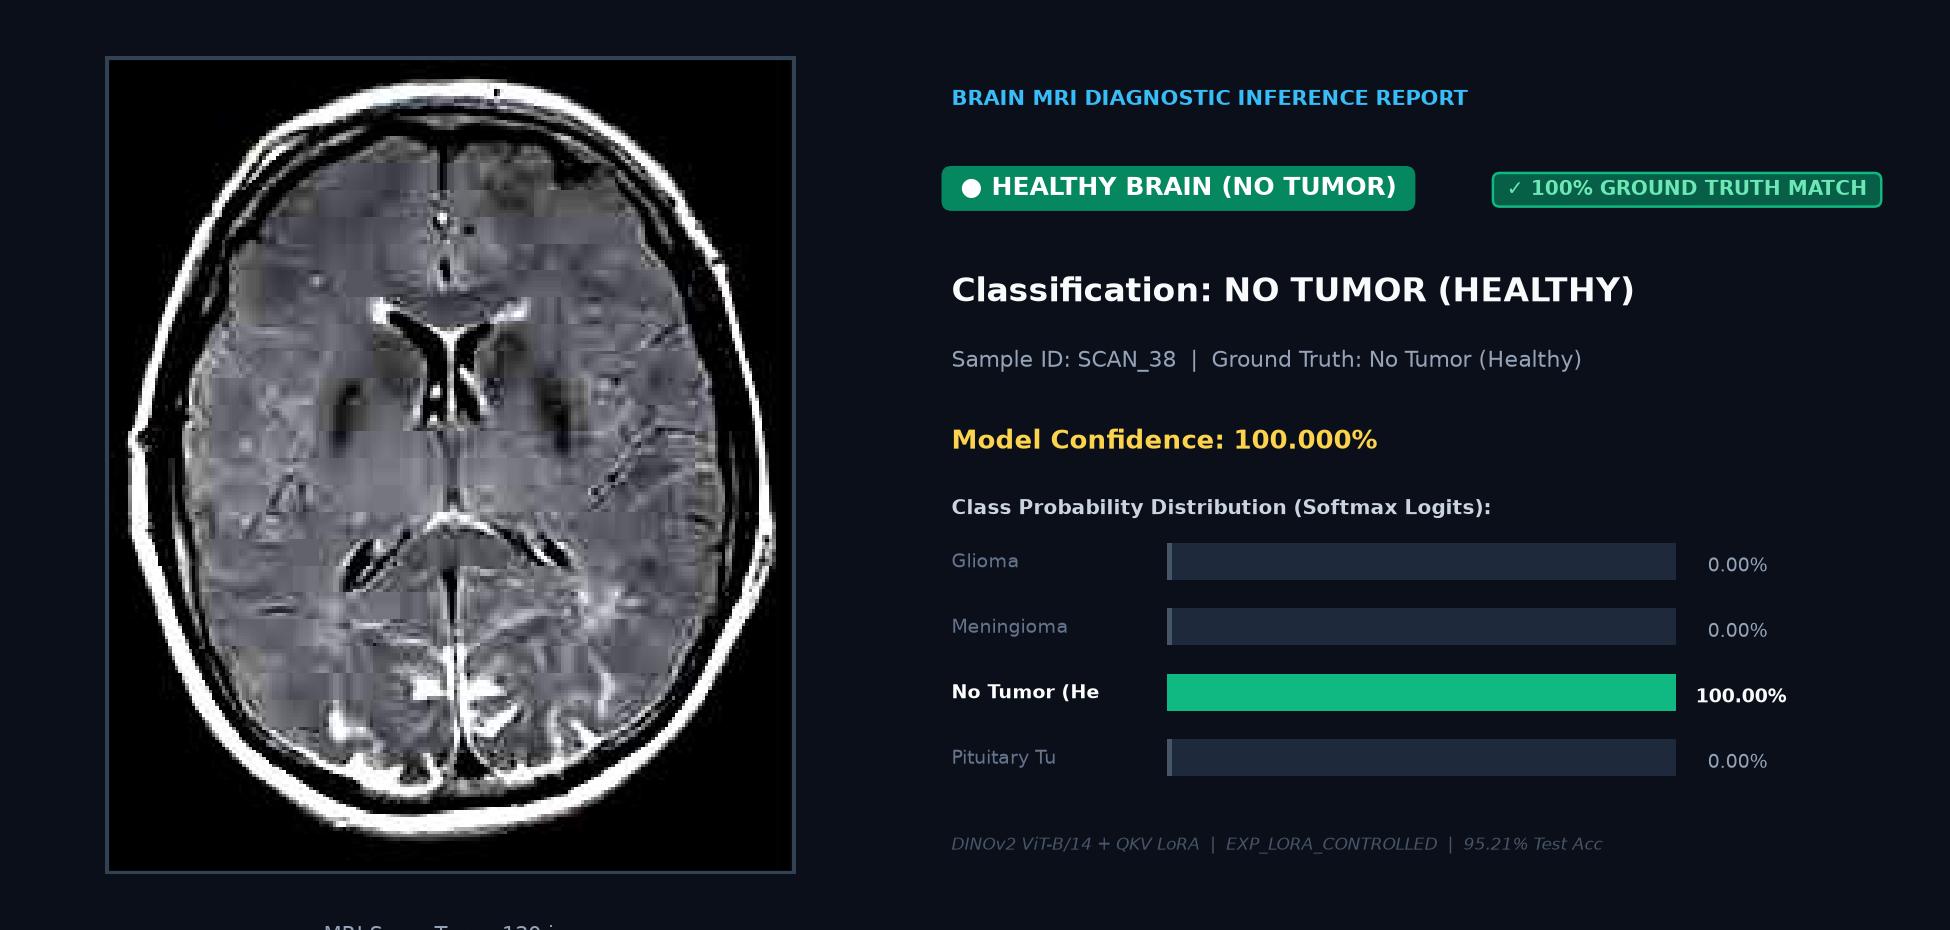 BRAIN MRI DIAGNOSTIC INFERENCE REPORT
● HEALTHY BRAIN (NO TUMOR)
✓ 100% GROUND TRUTH MATCH
Classification: NO TUMOR (HEALTHY)
Sample ID: SCAN_38 | Ground Truth: No Tumor (Healthy)
Model Confidence: 100.000%
Class Probability Distribution (Softmax Logits):
Glioma 0.00%
Meningioma 0.00%
No Tumor (He 100.00%
Pituitary Tu 0.00%
DINOv2 ViT-B/14 + QKV LoRA | EXP_LORA_CONTROLLED | 95.21% Test Acc